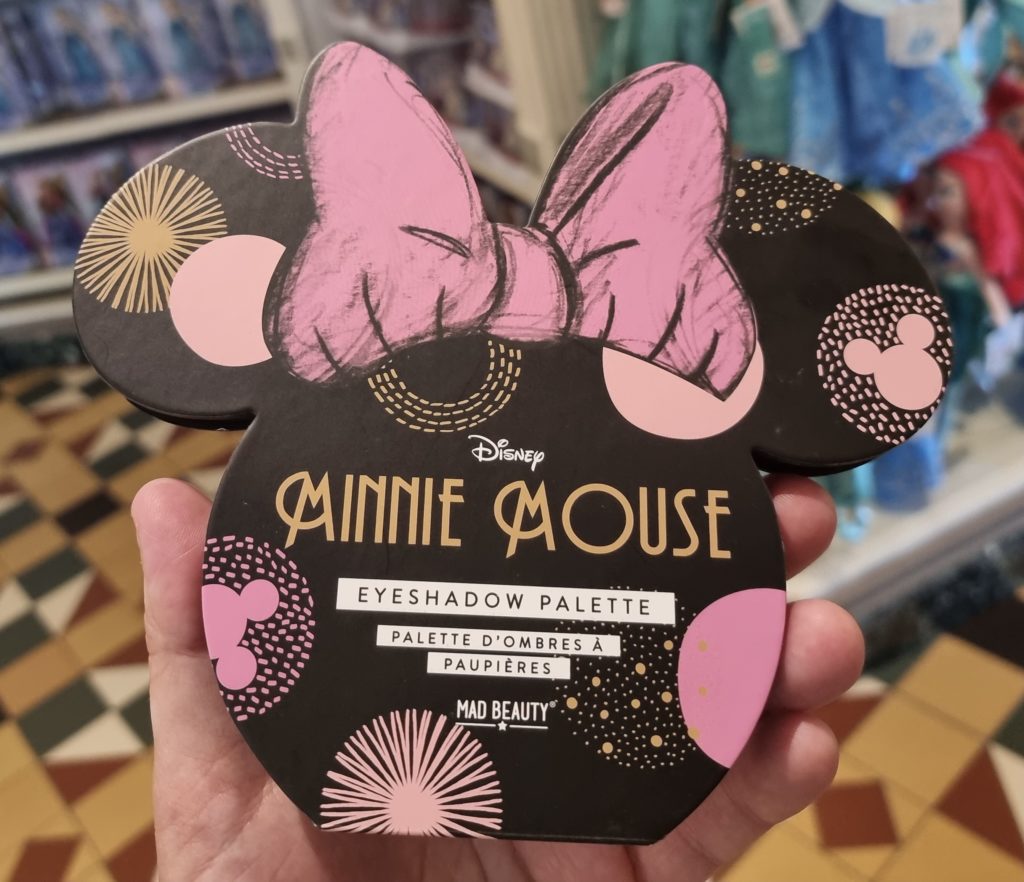 Disney
MINNIE MOUSE
EYESHADOW PALETTE
PALETTE D'OMBRES À
PAUPIÈRES
MAD BEAUTY®